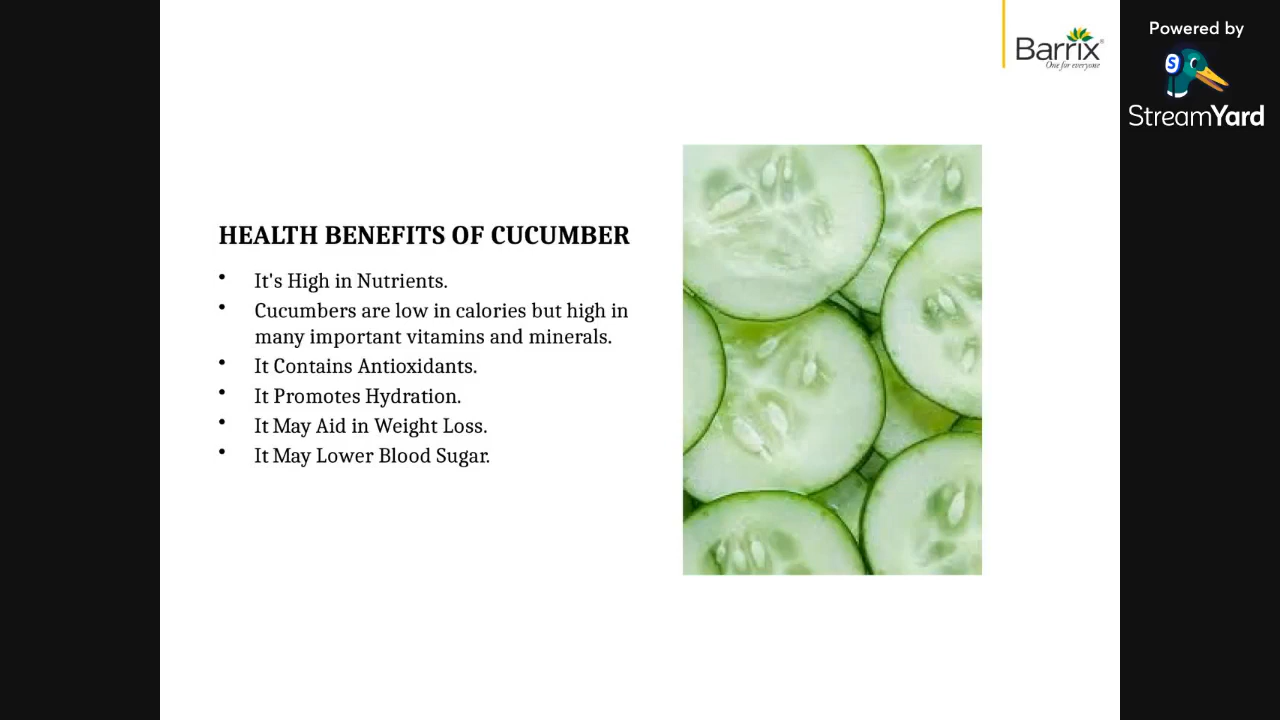 Barrix
One for everyone
Powered by
StreamYard
HEALTH BENEFITS OF CUCUMBER
• It's High in Nutrients.
• Cucumbers are low in calories but high in
many important vitamins and minerals.
• It Contains Antioxidants.
• It Promotes Hydration.
• It May Aid in Weight Loss.
• It May Lower Blood Sugar.